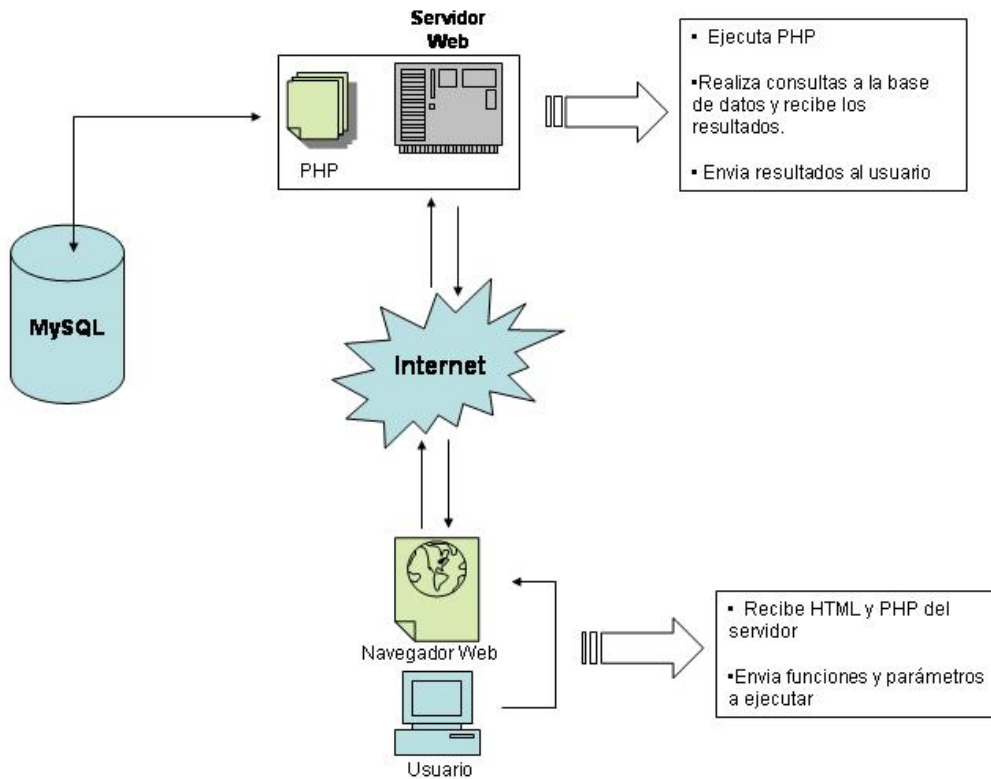 Servidor
Web
PHP
▪ Ejecuta PHP
▪Realiza consultas a la base
de datos y recibe los
resultados.
▪ Envia resultados al usuario
MySQL
Internet
Navegador Web
Usuario
▪ Recibe HTML y PHP del
servidor
▪Envia funciones y parámetros
a ejecutar